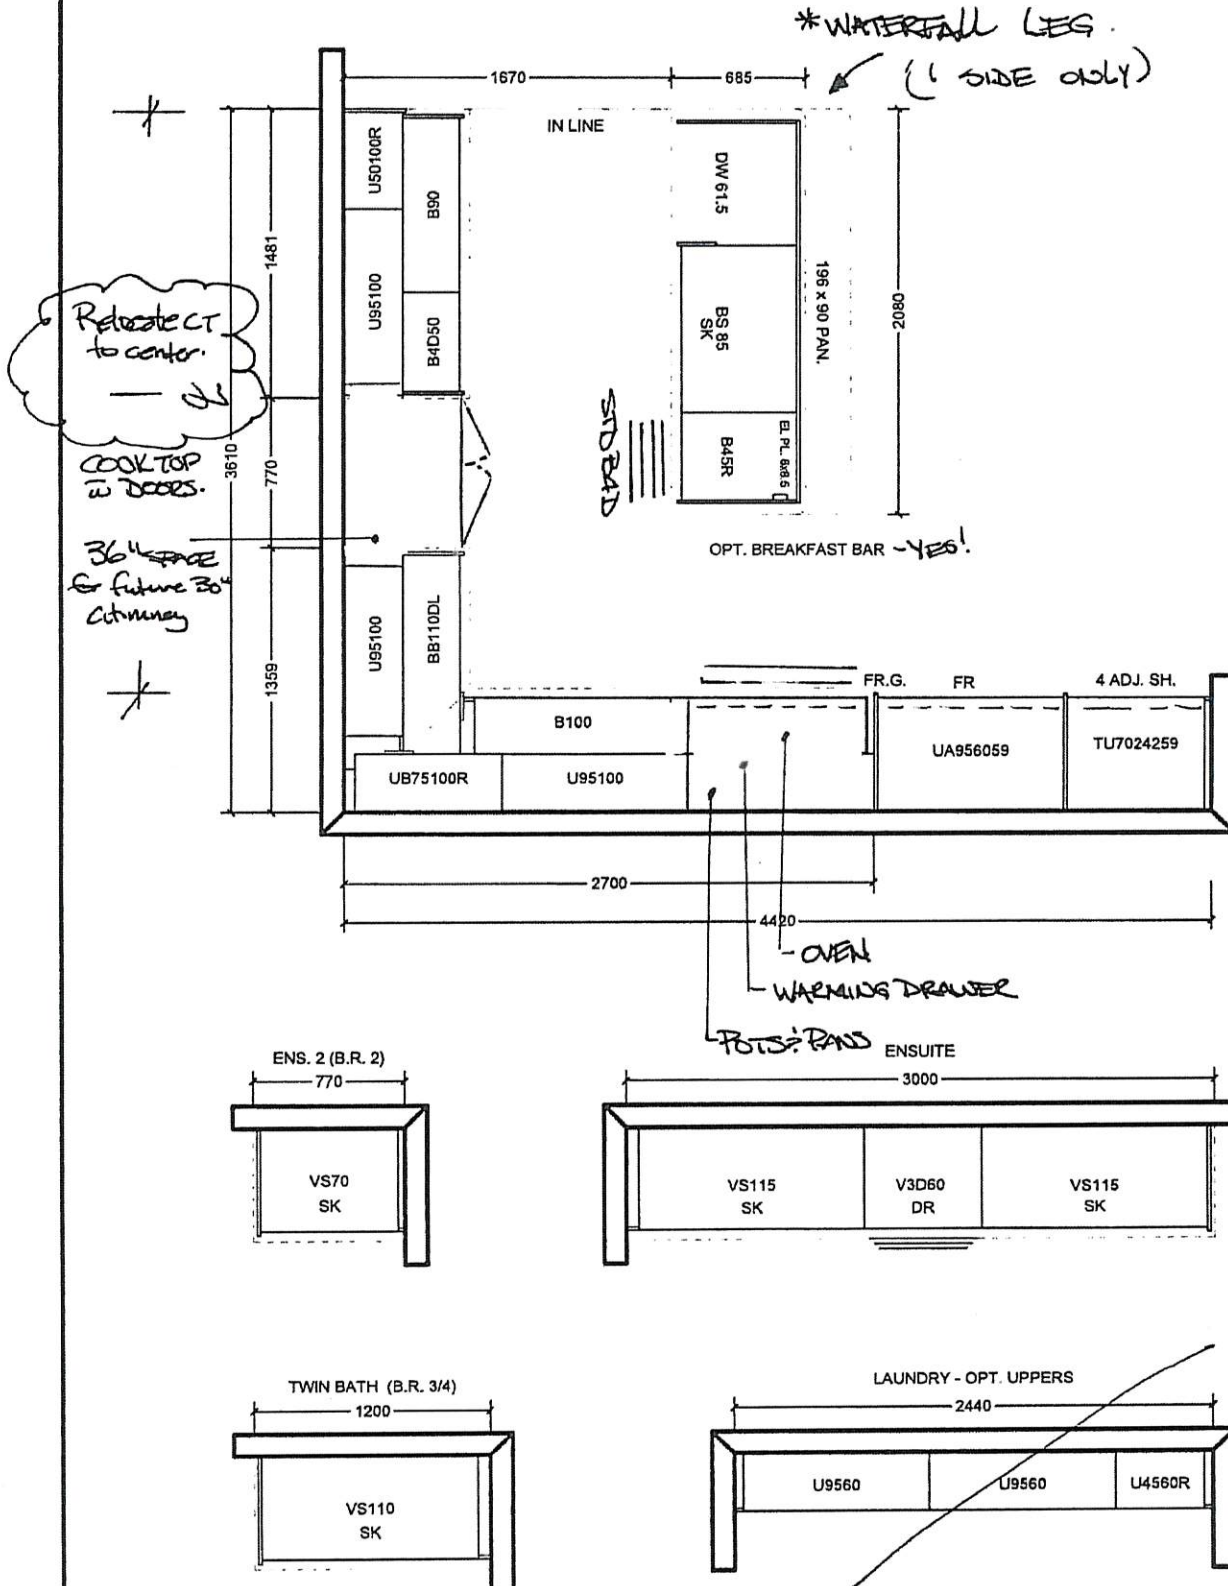 *WATERFALL LEG.
(1 SIDE ONLY)
1670
685
IN LINE
U50100R
B90
DW 61.5
1481
U95100
B4D50
BS 85
SK
196 x 90 PAN.
2080
Relocate CT
to center.
3610
770
COOKTOP
DOORS.
STD BAD
B45R
EL PL. 8x8.6
OPT. BREAKFAST BAR - YES!
36" SPACE
for future 30"
Chimney
1359
U95100
BB110DL
FR.G.
FR
4 ADJ. SH.
B100
UA956059
TU7024259
UB75100R
U95100
2700
4420
- OVEN
- WARMING DRAWER
POTS & PANS
ENS. 2 (B.R. 2)
770
ENSUITE
3000
VS70
SK
VS115
SK
V3D60
DR
VS115
SK
TWIN BATH (B.R. 3/4)
1200
LAUNDRY - OPT. UPPERS
2440
VS110
SK
U9560
U9560
U4560R